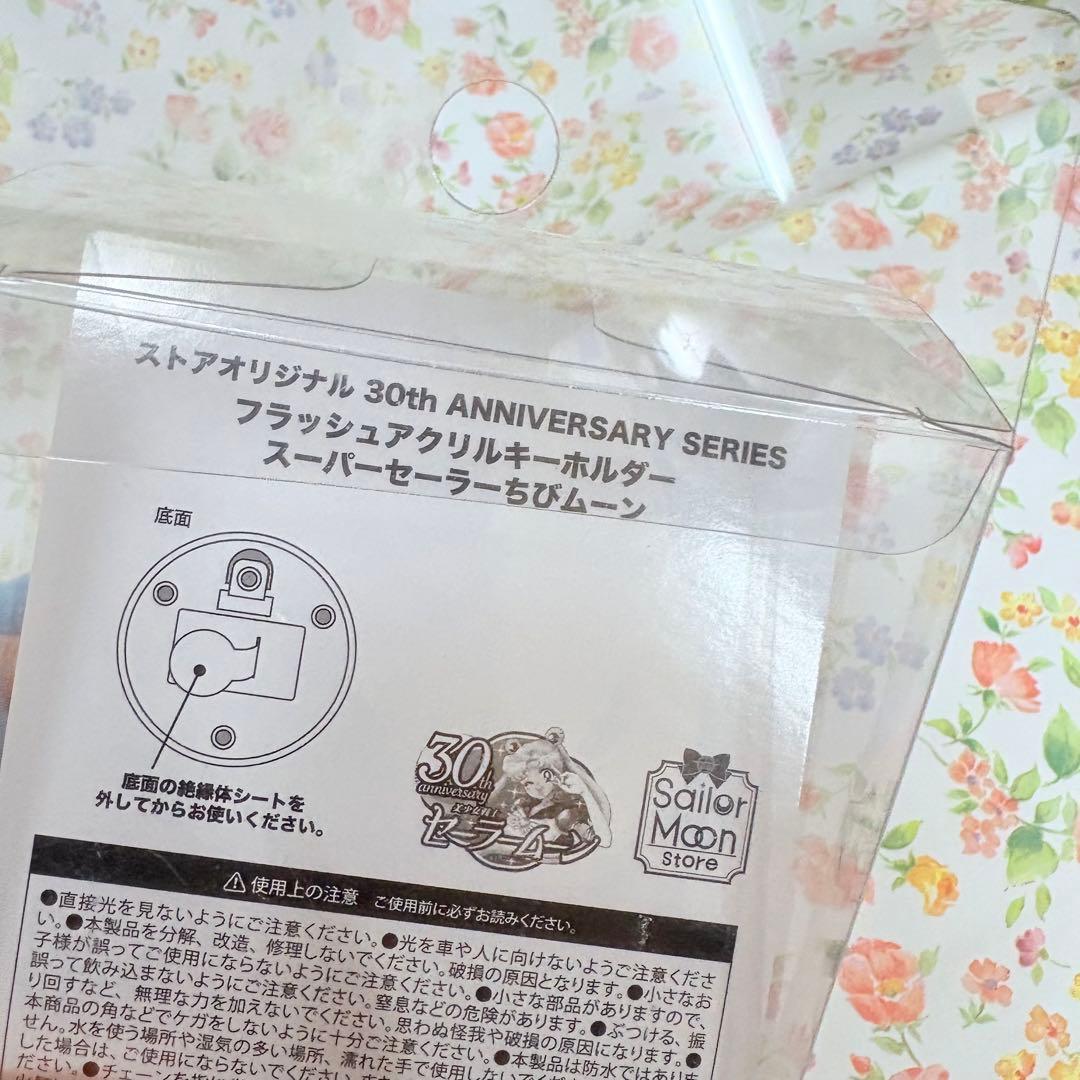 ストアオリジナル 30th ANNIVERSARY SERIES
フラッシュアクリルキーホルダー
スーパーセーラーちびムーン
底面
底面の絶縁体シートを
外してからお使いください。
30th
anniversary
美少女戦士
セーラームーン
Sailor
Moon
store
⚠使用上の注意 ご使用前に必ずお読みください。
●直接光を見ないようにご注意ください。●光を車や人に向けないようご注意くださ
い。●本製品を分解、改造、修理しないでください。破損の原因となります。●小さなお
子様が誤ってご使用にならないようにご注意ください。●小さな部品がありますので、
誤って飲み込まないようにご注意ください。窒息などの危険があります。●ぶつける、振
り回すなど、無理な力を加えないでください。思わぬ怪我や破損の原因になります。●
本商品の角などでケガをしないように十分ご注意ください。●本製品は防水ではありま
せん。水を使う場所や湿気の多い場所、濡れた手で使用しないでくだ
した場合は、ご使用にならないでください。
ださい。●チェーンを